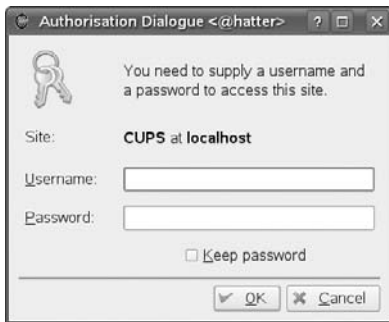 Authorisation Dialogue <@hatter> ?
You need to supply a username and
a password to access this site.
Site: CUPS at localhost
Username:
Password:
Keep password
OK Cancel